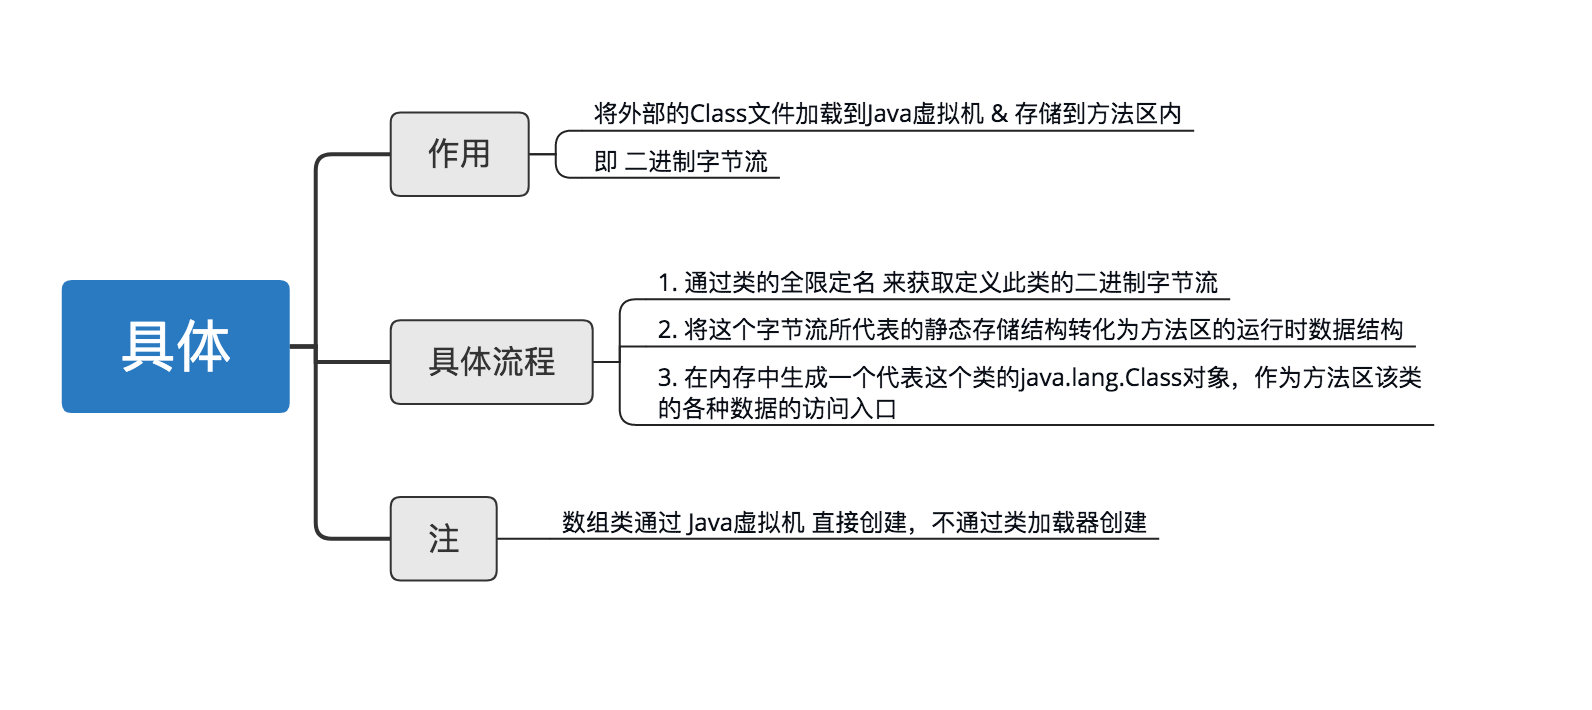 具体
作用
将外部的Class文件加载到Java虚拟机 & 存储到方法区内
即 二进制字节流
具体流程
1. 通过类的全限定名 来获取定义此类的二进制字节流
2. 将这个字节流所代表的静态存储结构转化为方法区的运行时数据结构
3. 在内存中生成一个代表这个类的java.lang.Class对象，作为方法区该类
的各种数据的访问入口
注
数组类通过 Java虚拟机 直接创建，不通过类加载器创建